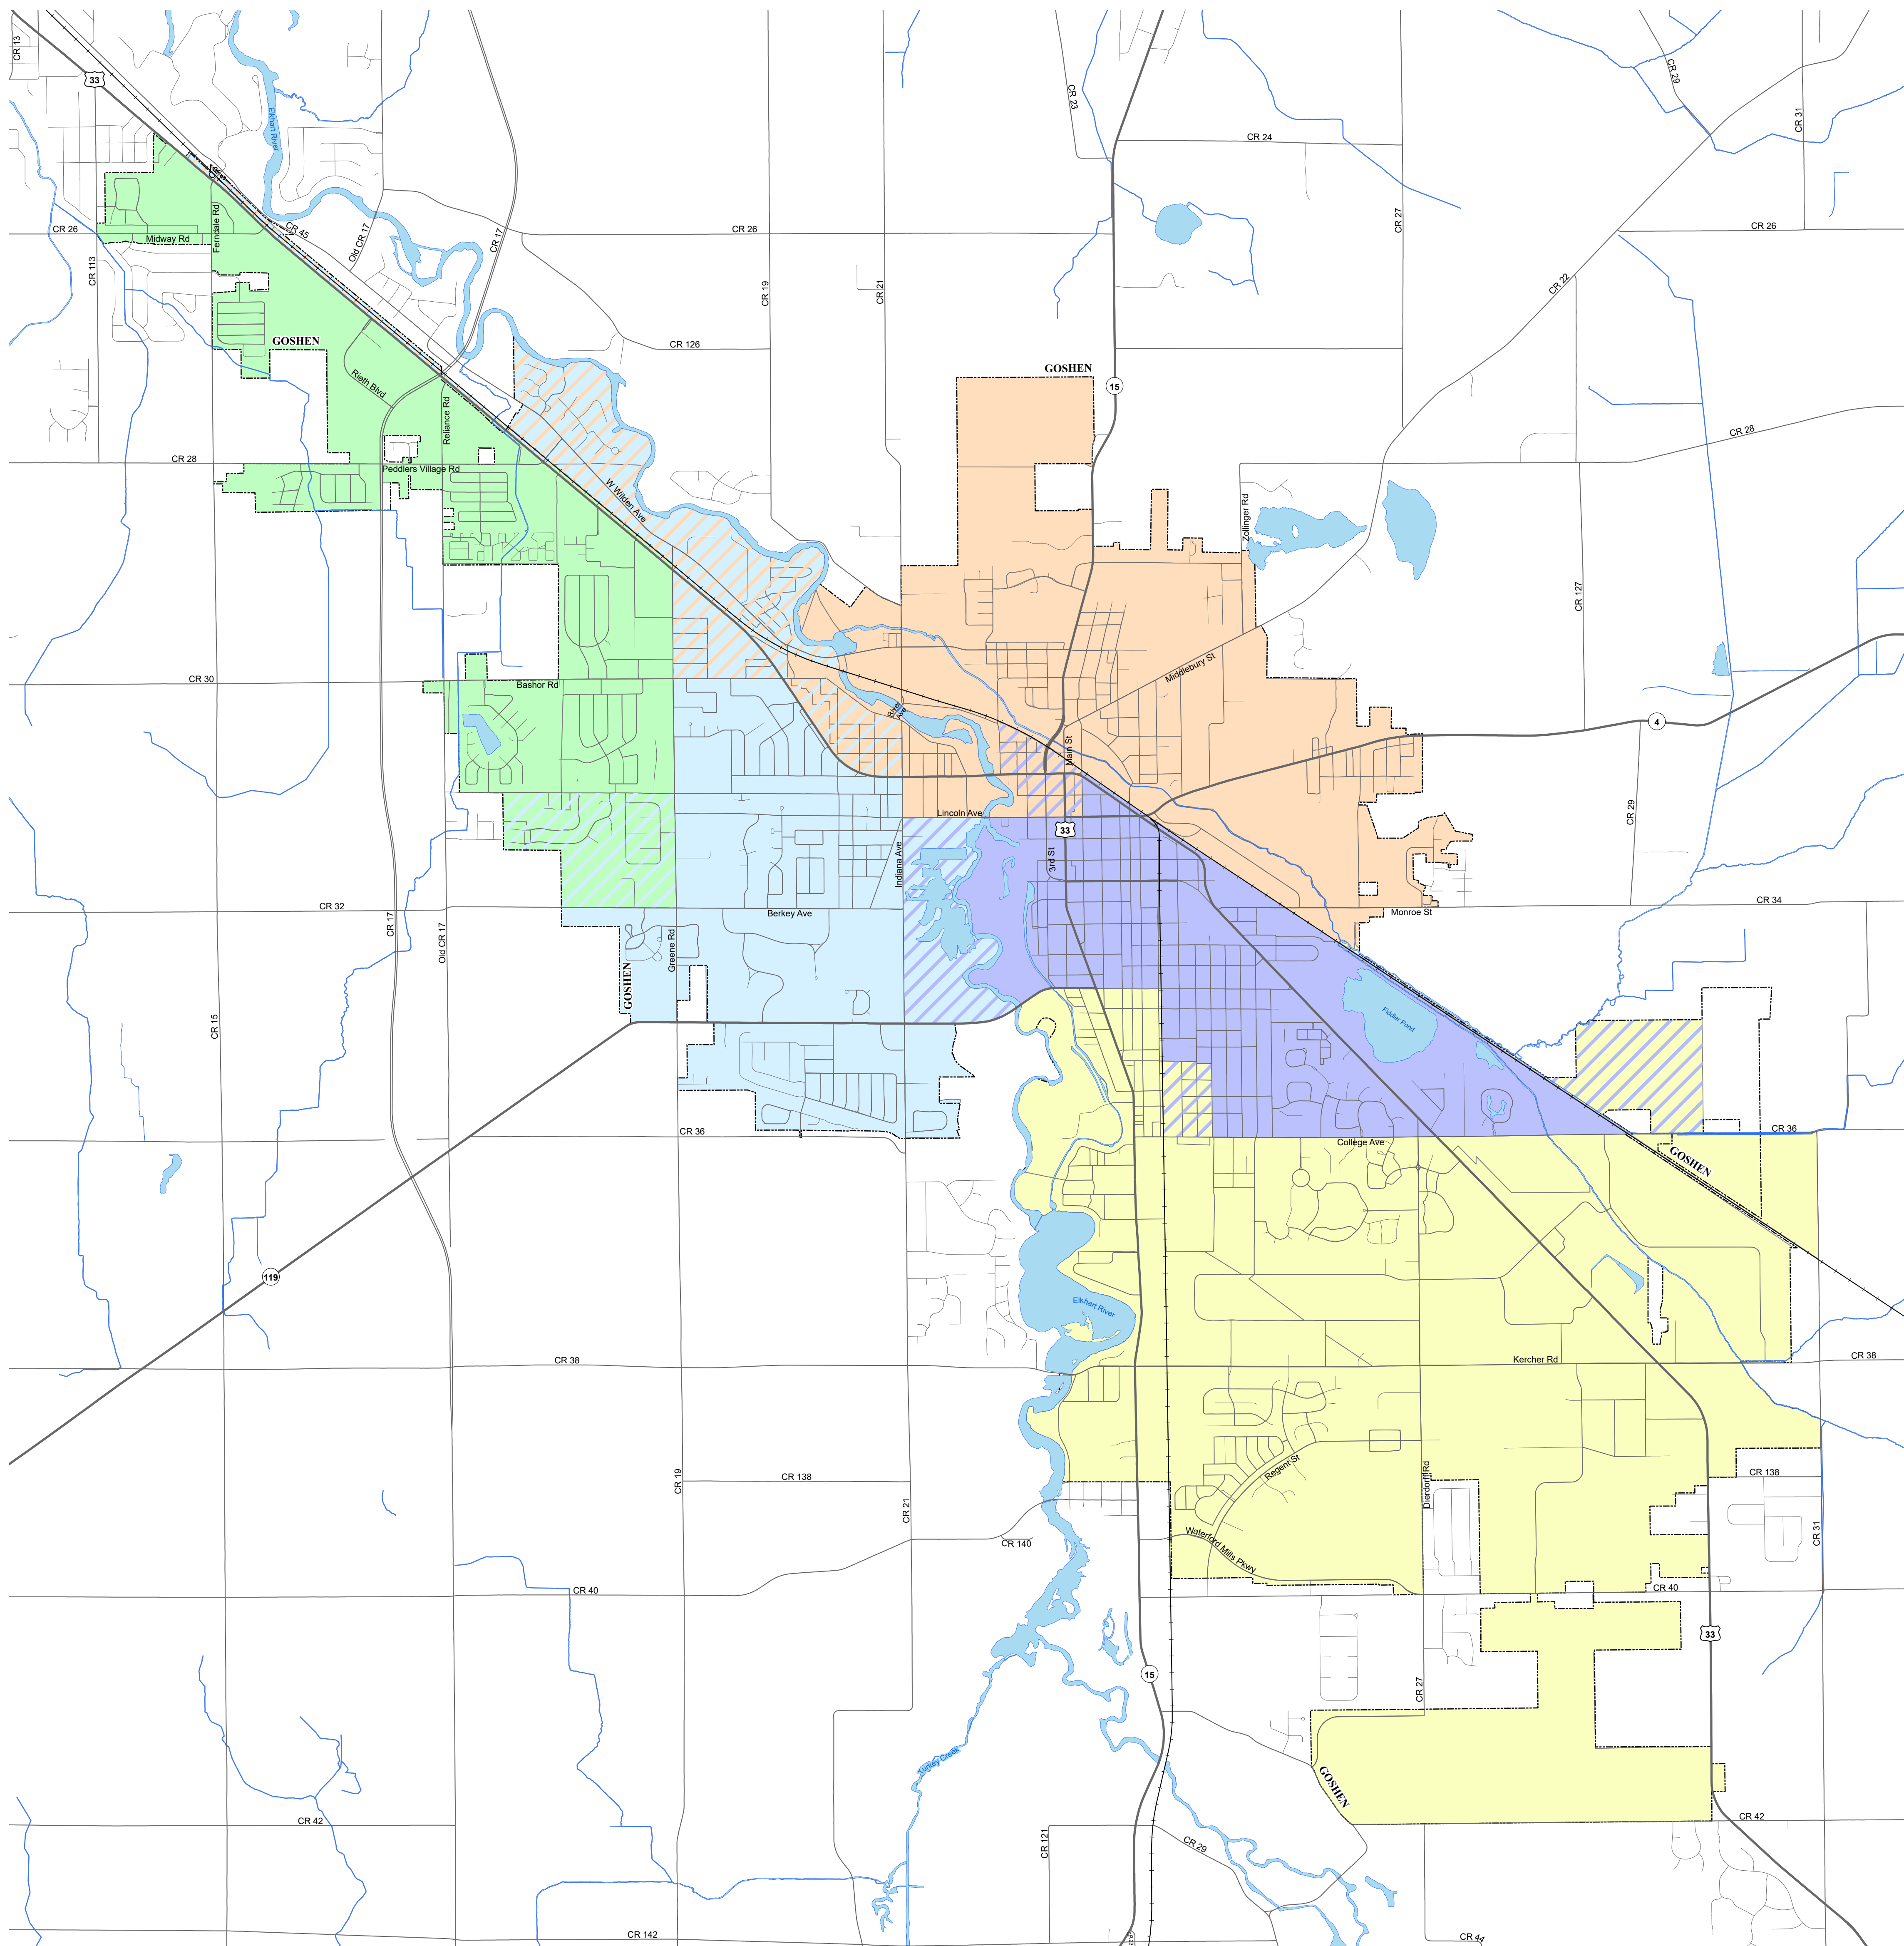 CR 13
33
CR 29
CR 23
CR 31
Elkhart River
CR 24
CR 27
Ferndale Rd
CR 26
Midway Rd
CR 45
Old CR 17
CR 17
CR 26
CR 26
CR 113
CR 19
CR 21
CR 22
GOSHEN
CR 126
GOSHEN
15
Rieth Blvd
Reliance Rd
CR 28
CR 28
Peddlers Village Rd
W Wilden Ave
Zollinger Rd
CR 127
CR 30
Bashor Rd
Middlebury St
River
Ave
4
Main St
CR 29
Lincoln Ave
33
3rd St
Indiana Ave
CR 32
Berkey Ave
Monroe St
CR 34
CR 17
Old CR 17
Greene Rd
GOSHEN
CR 15
Fiddler Pond
CR 36
College Ave
CR 36
GOSHEN
119
Elkhart River
CR 38
Kercher Rd
CR 38
CR 19
CR 138
CR 21
Regent St
Dierdorff Rd
CR 138
CR 31
CR 140
Waterford Mills Pkwy
CR 40
CR 40
33
15
CR 27
Turkey Creek
GOSHEN
CR 42
CR 42
CR 121
CR 29
CR 142
CR 44